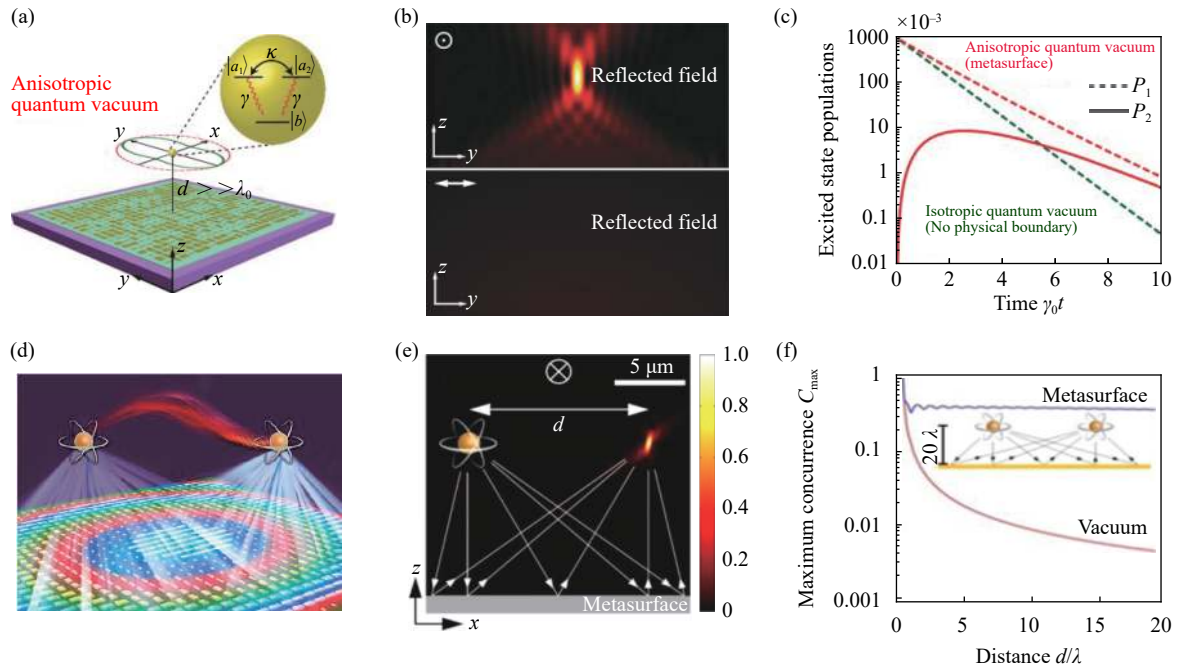 (a)
Anisotropic
quantum vacuum
κ
|a₁⟩ |a₂⟩
γ γ
|b⟩
y x
d > >λ₀
z
y x
(b)
Reflected field
z
y
Reflected field
z
y
(c)
×10⁻³
Excited state populations
1000
100
10
1
0.1
0.01
Anisotropic quantum vacuum
(metasurface)
P₁
P₂
Isotropic quantum vacuum
(No physical boundary)
0 2 4 6 8 10
Time γ₀t
(d)
(e)
5 μm
d
z
x
Metasurface
1.0
0.8
0.6
0.4
0.2
0
(f)
Maximum concurrence Cmax
1
0.1
0.01
0.001
Metasurface
20 λ
Vacuum
0 5 10 15 20
Distance d/λ